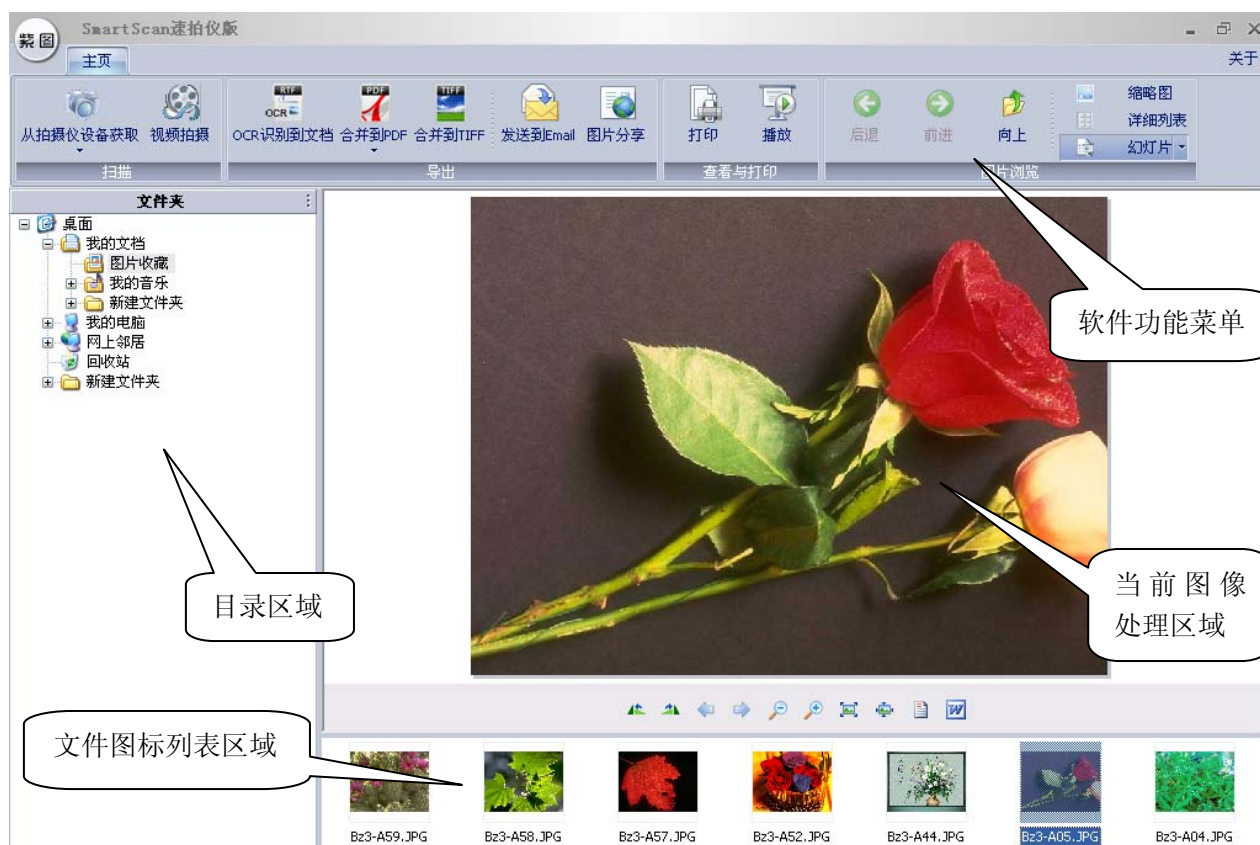 紫图
SmartScan速拍仪版
主页
关于
从拍摄仪设备获取
视频拍摄
扫描
RTF
OCR
OCR识别到文档
PDF
合并到PDF
TIFF
合并到TIFF
发送到Email
图片分享
导出
打印
播放
查看与打印
后退
前进
向上
缩略图
详细列表
幻灯片
图片浏览
文件夹
桌面
我的文档
图片收藏
我的音乐
新建文件夹
我的电脑
网上邻居
回收站
新建文件夹
软件功能菜单
目录区域
当前图像
处理区域
文件图标列表区域
W
Bz3-A59.JPG
Bz3-A58.JPG
Bz3-A57.JPG
Bz3-A52.JPG
Bz3-A44.JPG
Bz3-A05.JPG
Bz3-A04.JPG